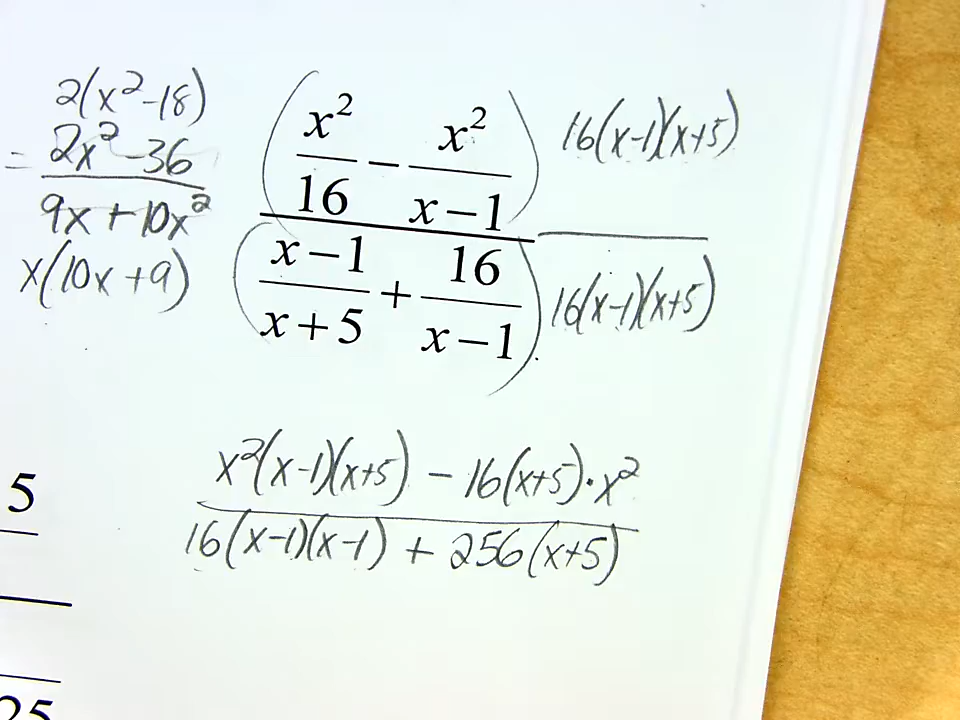 2(x²-18)
= 2x² - 36
9x + 10x²
x(10x + 9)
(x²/16 - x²/(x-1)) 16(x-1)(x+5)
((x-1)/(x+5) + 16/(x-1)) 16(x-1)(x+5)
x²(x-1)(x+5) - 16(x+5)·x²
16(x-1)(x-1) + 256(x+5)
5
25